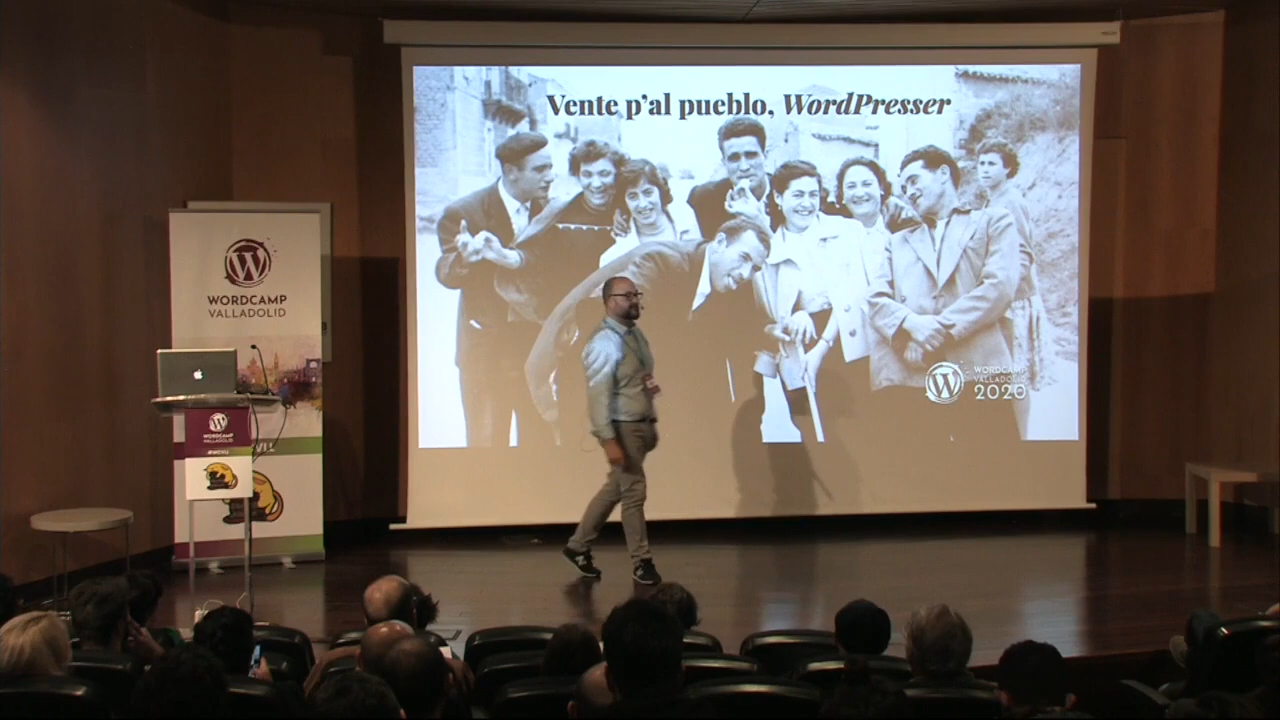 Vente p'al pueblo, WordPresser
WORDCAMP
VALLADOLID
WORDCAMP
VALLADOLID
2020
WORDCAMP
VALLADOLID
#WCVLL